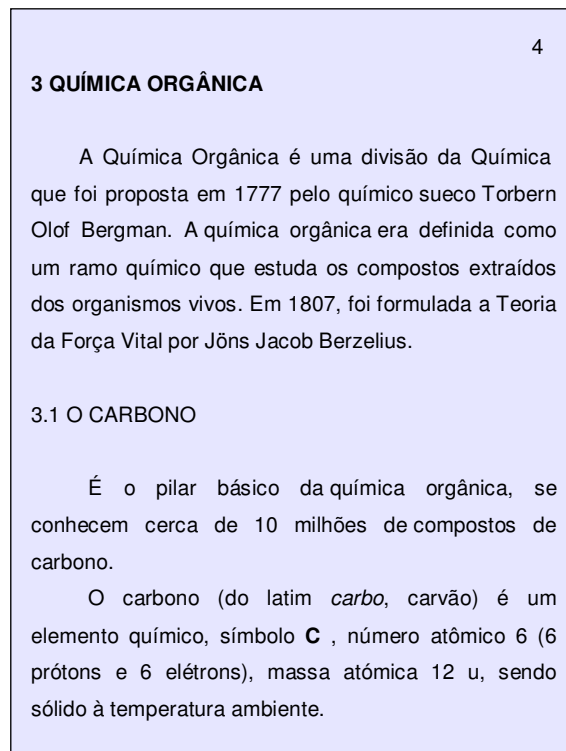 4
3 QUÍMICA ORGÂNICA
A Química Orgânica é uma divisão da Química
que foi proposta em 1777 pelo químico sueco Torbern
Olof Bergman. A química orgânica era definida como
um ramo químico que estuda os compostos extraídos
dos organismos vivos. Em 1807, foi formulada a Teoria
da Força Vital por Jöns Jacob Berzelius.
3.1 O CARBONO
É o pilar básico da química orgânica, se
conhecem cerca de 10 milhões de compostos de
carbono.
O carbono (do latim carbo, carvão) é um
elemento químico, símbolo C , número atômico 6 (6
prótons e 6 elétrons), massa atómica 12 u, sendo
sólido à temperatura ambiente.